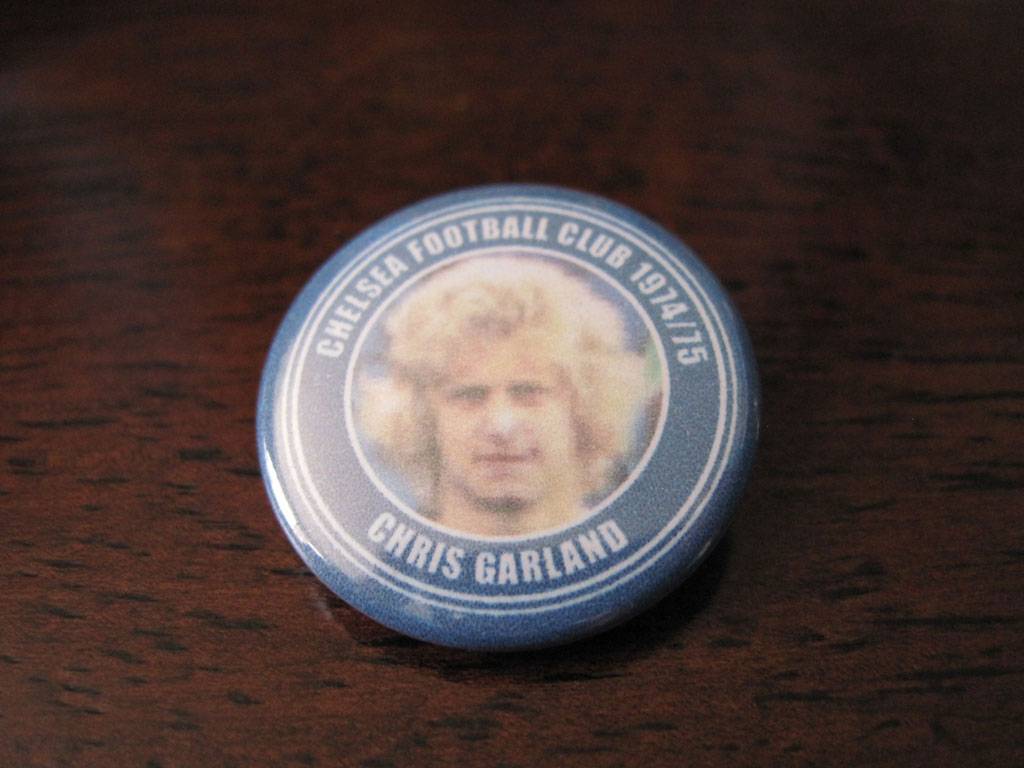 CHELSEA FOOTBALL CLUB 1974/75
CHRIS GARLAND